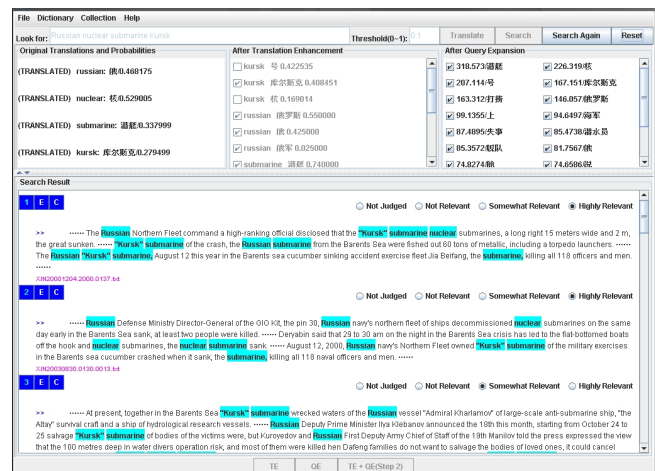 File Dictionary Collection Help
Look for: Russian nuclear submarine Kursk Threshold(0~1): 0.1 Translate Search Search Again Reset
Original Translations and Probabilities After Translation Enhancement After Query Expansion
kursk 号 0.422535 318.573/潜艇 226.319/核
(TRANSLATED) russian: 俄/0.468175
kursk 库尔斯克 0.408451 207.114/号 167.151/库尔斯克
(TRANSLATED) nuclear: 核/0.529005
kursk 核 0.169014 163.312/打捞 146.057/俄罗斯
russian 俄罗斯 0.550000 99.1355/上 94.6497/海军
(TRANSLATED) submarine: 潜艇/0.337999
russian 俄 0.425000 87.4895/失事 85.4738/潜水员
(TRANSLATED) kursk: 库尔斯克/0.279499
russian 俄军 0.025000 85.3572/舰队 81.7567/俄
submarine 潜艇 0.740000 74.8274/艘 74.6586/说
Search Result
1 E C Not Judged Not Relevant Somewhat Relevant Highly Relevant
>> ······ The Russian Northern Fleet command a high-ranking official disclosed that the "Kursk" submarine nuclear submarines, a long right 15 meters wide and 2 m,
the great sunken. ······ "Kursk" submarine of the crash, the Russian submarine from the Barents Sea were fished out 60 tons of metallic, including a torpedo launchers. ······
The Russian "Kursk" submarine, August 12 this year in the Barents Sea cucumber sinking accident exercise fleet Jia Beifang, the submarine, killing all 118 officers and men.
······
XIN20001204.2000.0137.txt
2 E C Not Judged Not Relevant Somewhat Relevant Highly Relevant
>> ······ Russian Defense Ministry Director-General of the GIO Kit, the pin 30, Russian navy's northern fleet of ships decommissioned nuclear submarines on the same
day early in the Barents Sea sank, at least two people were killed. ······ Deryabin said that 29 to 30 am on the night in the Barents Sea crisis has led to the flat-bottomed boats
off the hook and nuclear submarines, the nuclear submarine sank. ······ August 12, 2000, Russian navy's Northern Fleet owned "Kursk" submarine of the military exercises
in the Barents sea cucumber crashed when it sank, the submarine, killing all 118 naval officers and men. ······
XIN20030830.0130.0013.txt
3 E C Not Judged Not Relevant Somewhat Relevant Highly Relevant
>> ······ At present, together in the Barents Sea "Kursk" submarine wrecked waters of the Russian vessel "Admiral Kharlamov" of large-scale anti-submarine ship, "the
Altay" survival craft and a ship of hydrological research vessels. ······ Russian Deputy Prime Minister Ilya Klebanov announced the 18th this month, starting from October 24 to
25 salvage "Kursk" submarine of bodies of the victims were, but Kuroyedov and Russian First Deputy Army Chief of Staff of the 19th Manilov told the press expressed the view
that the 100 metres deep in water divers operation risk, and most of them were killed hen Dafeng families do not want to salvage the bodies of loved ones, it could cancel
TE QE TE + QE(Step 2)